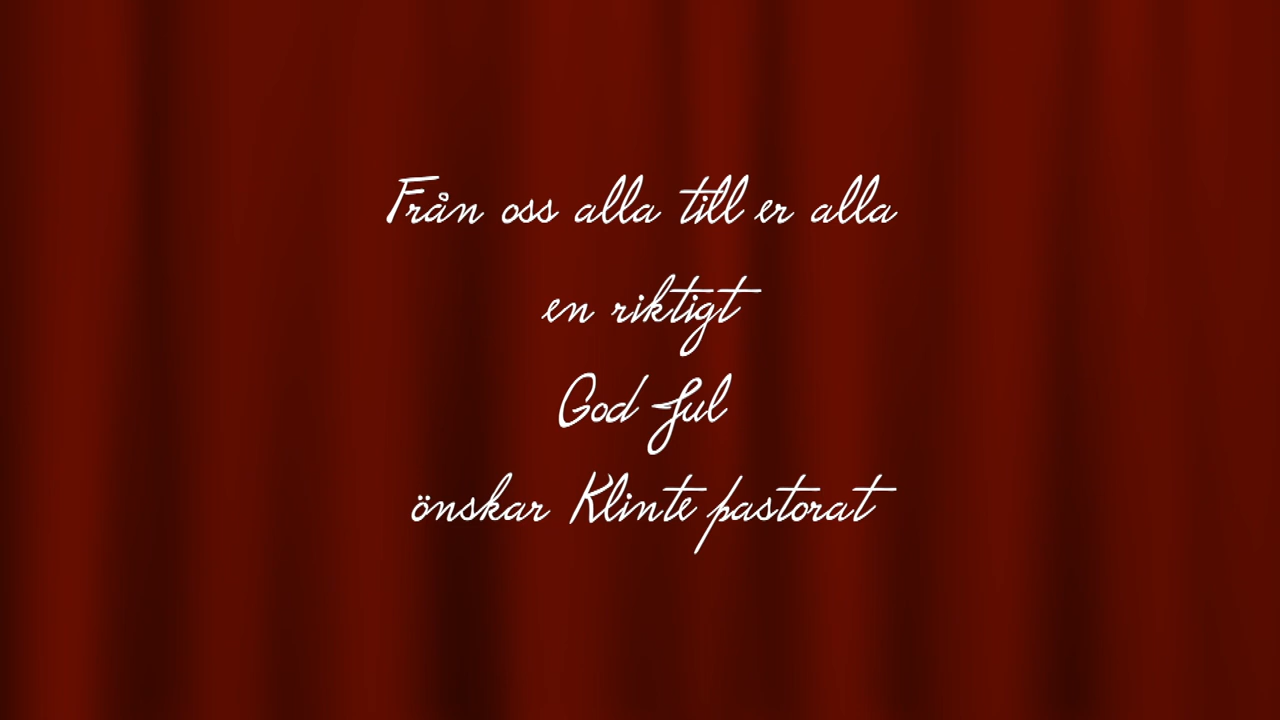 Från oss alla till er alla
en riktigt
God Jul
önskar Klinte pastorat